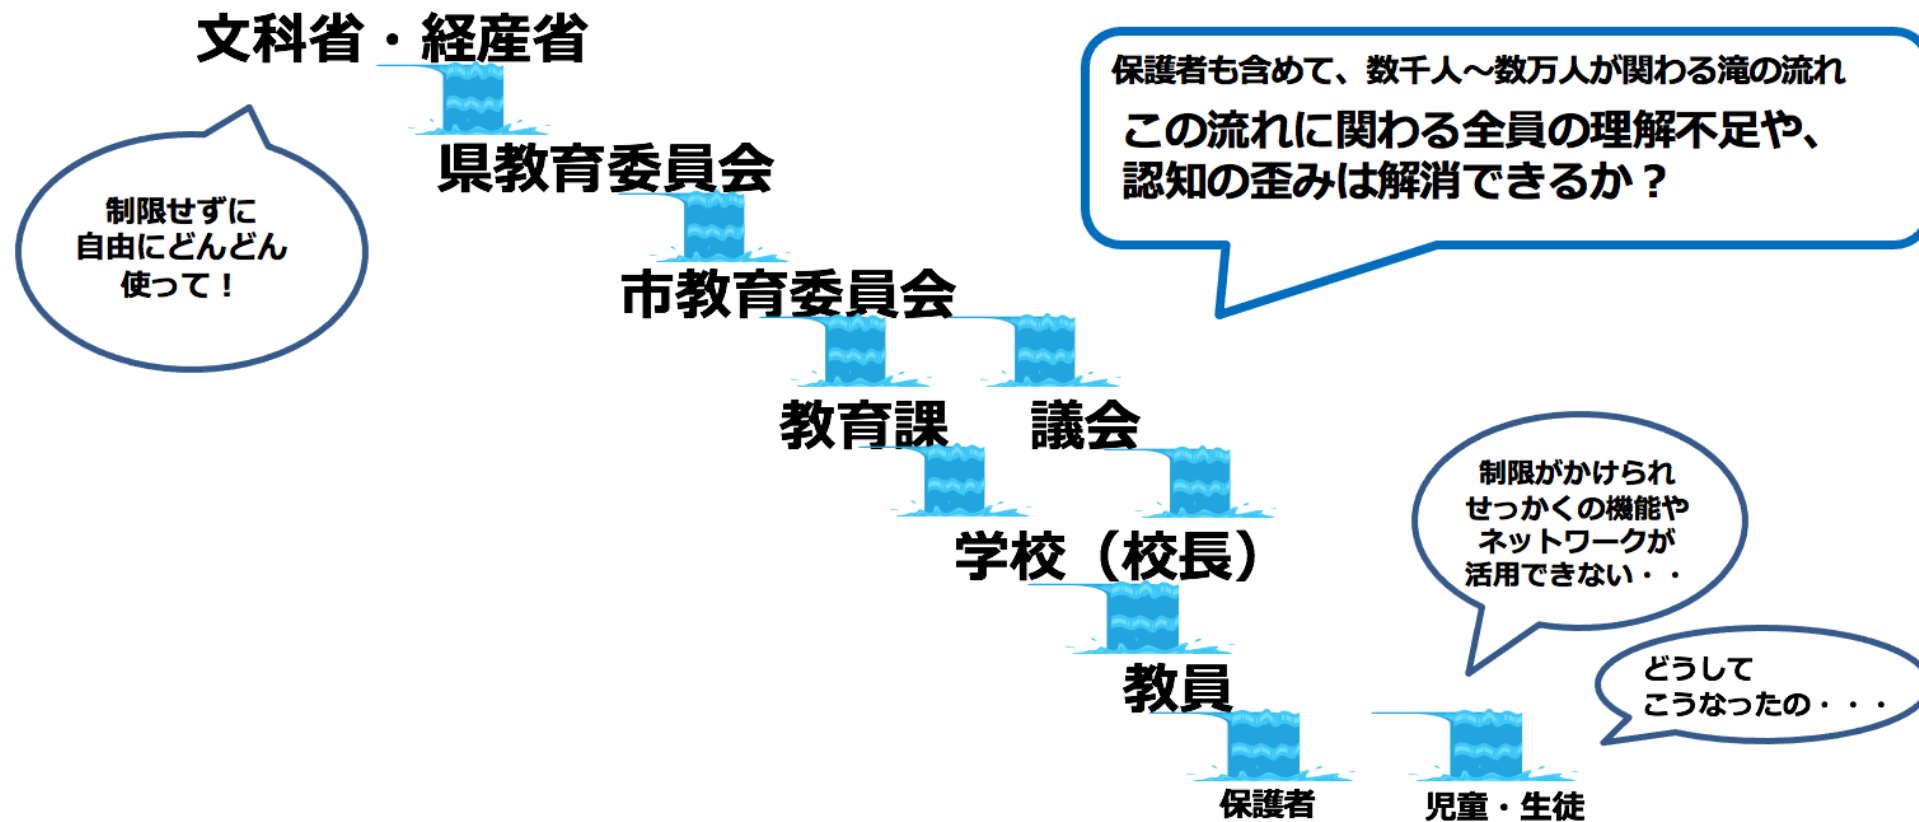 文科省・経産省
保護者も含めて、数千人～数万人が関わる滝の流れ
この流れに関わる全員の理解不足や、
認知の歪みは解消できるか？
県教育委員会
制限せずに
自由にどんどん
使って！
市教育委員会
教育課
議会
制限がかけられ
せっかくの機能や
ネットワークが
活用できない・・
学校（校長）
教員
どうして
こうなったの・・・
保護者
児童・生徒